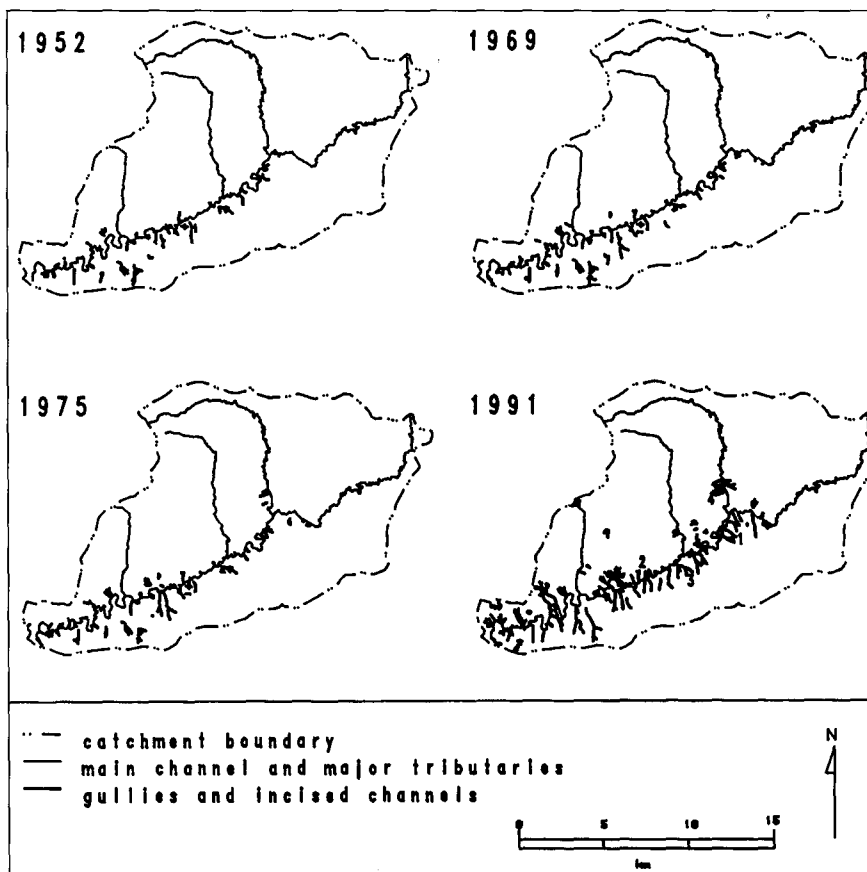 1952
1969
1975
1991
catchment boundary
main channel and major tributaries
gullies and incised channels
N
0 5 10 15
km